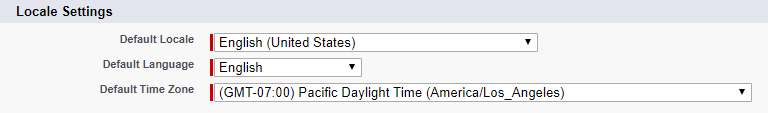 Locale Settings
Default Locale English (United States)
Default Language English
Default Time Zone (GMT-07:00) Pacific Daylight Time (America/Los_Angeles)